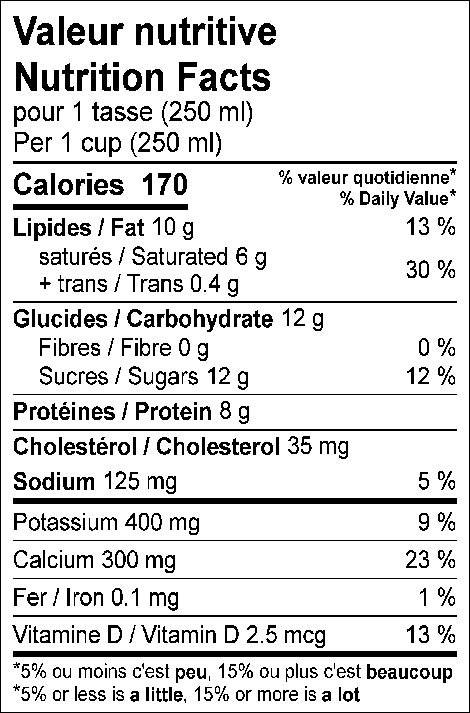 Valeur nutritive
Nutrition Facts
pour 1 tasse (250 ml)
Per 1 cup (250 ml)
Calories 170
% valeur quotidienne*
% Daily Value*
Lipides / Fat 10 g 13 %
saturés / Saturated 6 g
+ trans / Trans 0.4 g 30 %
Glucides / Carbohydrate 12 g
Fibres / Fibre 0 g 0 %
Sucres / Sugars 12 g 12 %
Protéines / Protein 8 g
Cholestérol / Cholesterol 35 mg
Sodium 125 mg 5 %
Potassium 400 mg 9 %
Calcium 300 mg 23 %
Fer / Iron 0.1 mg 1 %
Vitamine D / Vitamin D 2.5 mcg 13 %
*5% ou moins c'est peu, 15% ou plus c'est beaucoup
*5% or less is a little, 15% or more is a lot